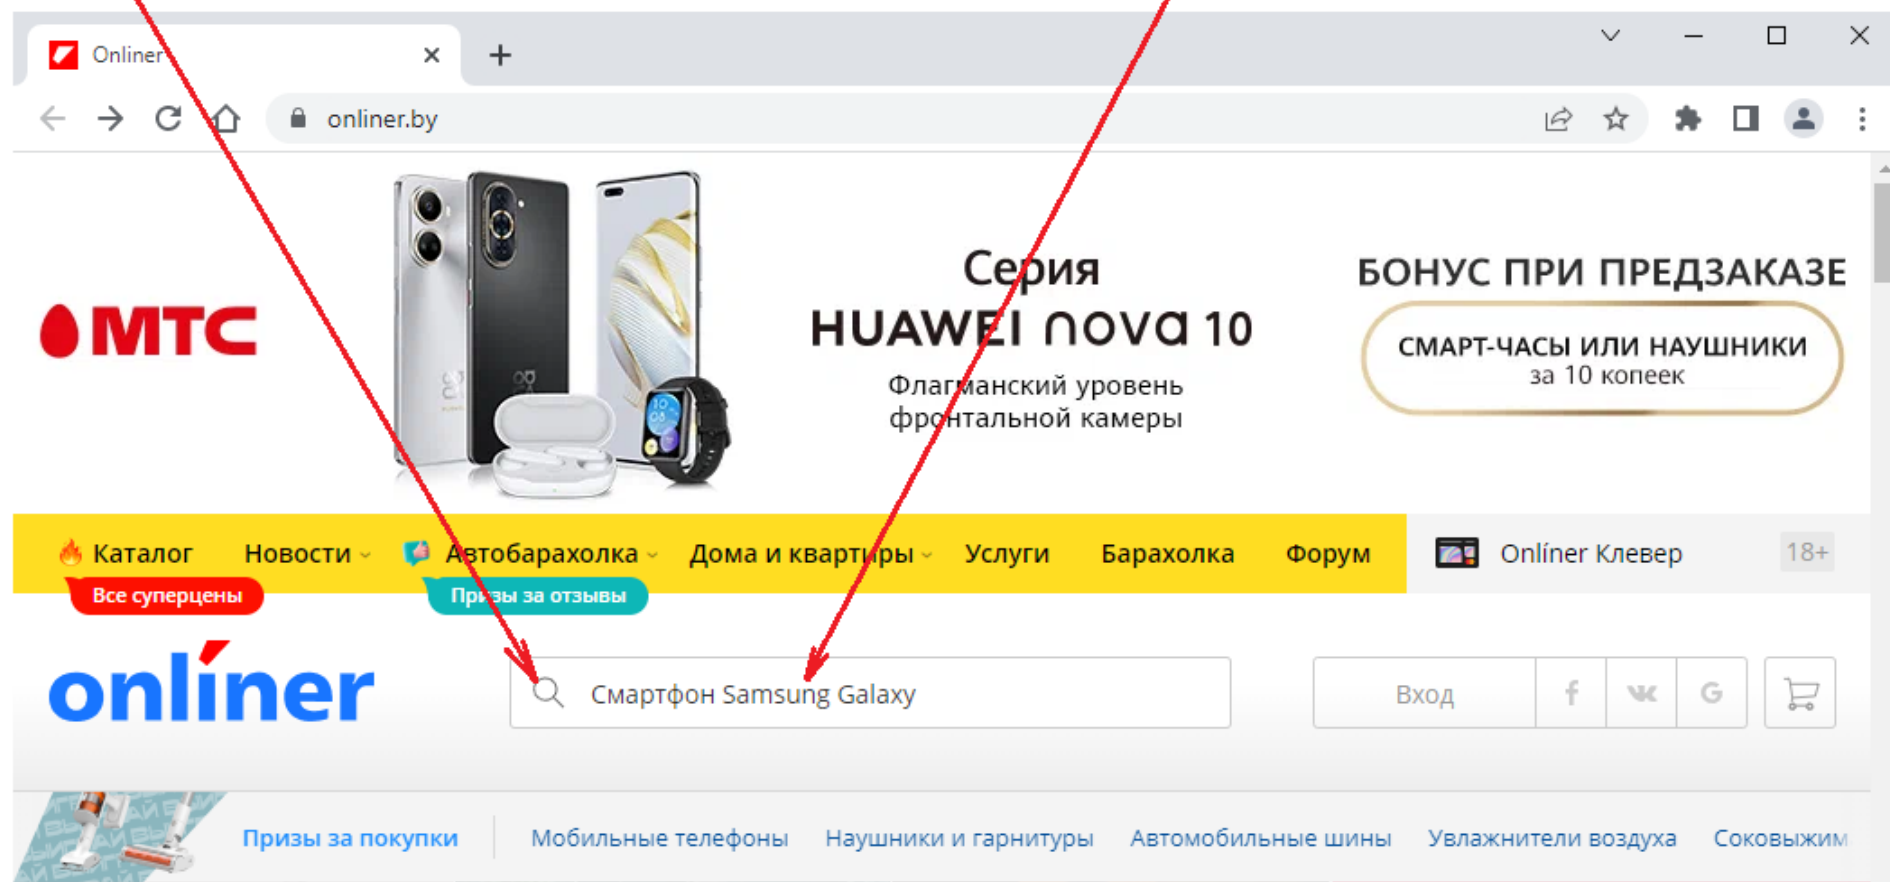 Onliner
onliner.by
МТС
Серия
HUAWEI nova 10
Флагманский уровень
фронтальной камеры
БОНУС ПРИ ПРЕДЗАКАЗЕ
СМАРТ-ЧАСЫ ИЛИ НАУШНИКИ
за 10 копеек
Каталог Новости Автобарахолка Дома и квартиры Услуги Барахолка Форум Onlíner Клевер 18+
Все суперцены Призы за отзывы
onlíner
Смартфон Samsung Galaxy
Вход f G
Призы за покупки Мобильные телефоны Наушники и гарнитуры Автомобильные шины Увлажнители воздуха Соковыжим